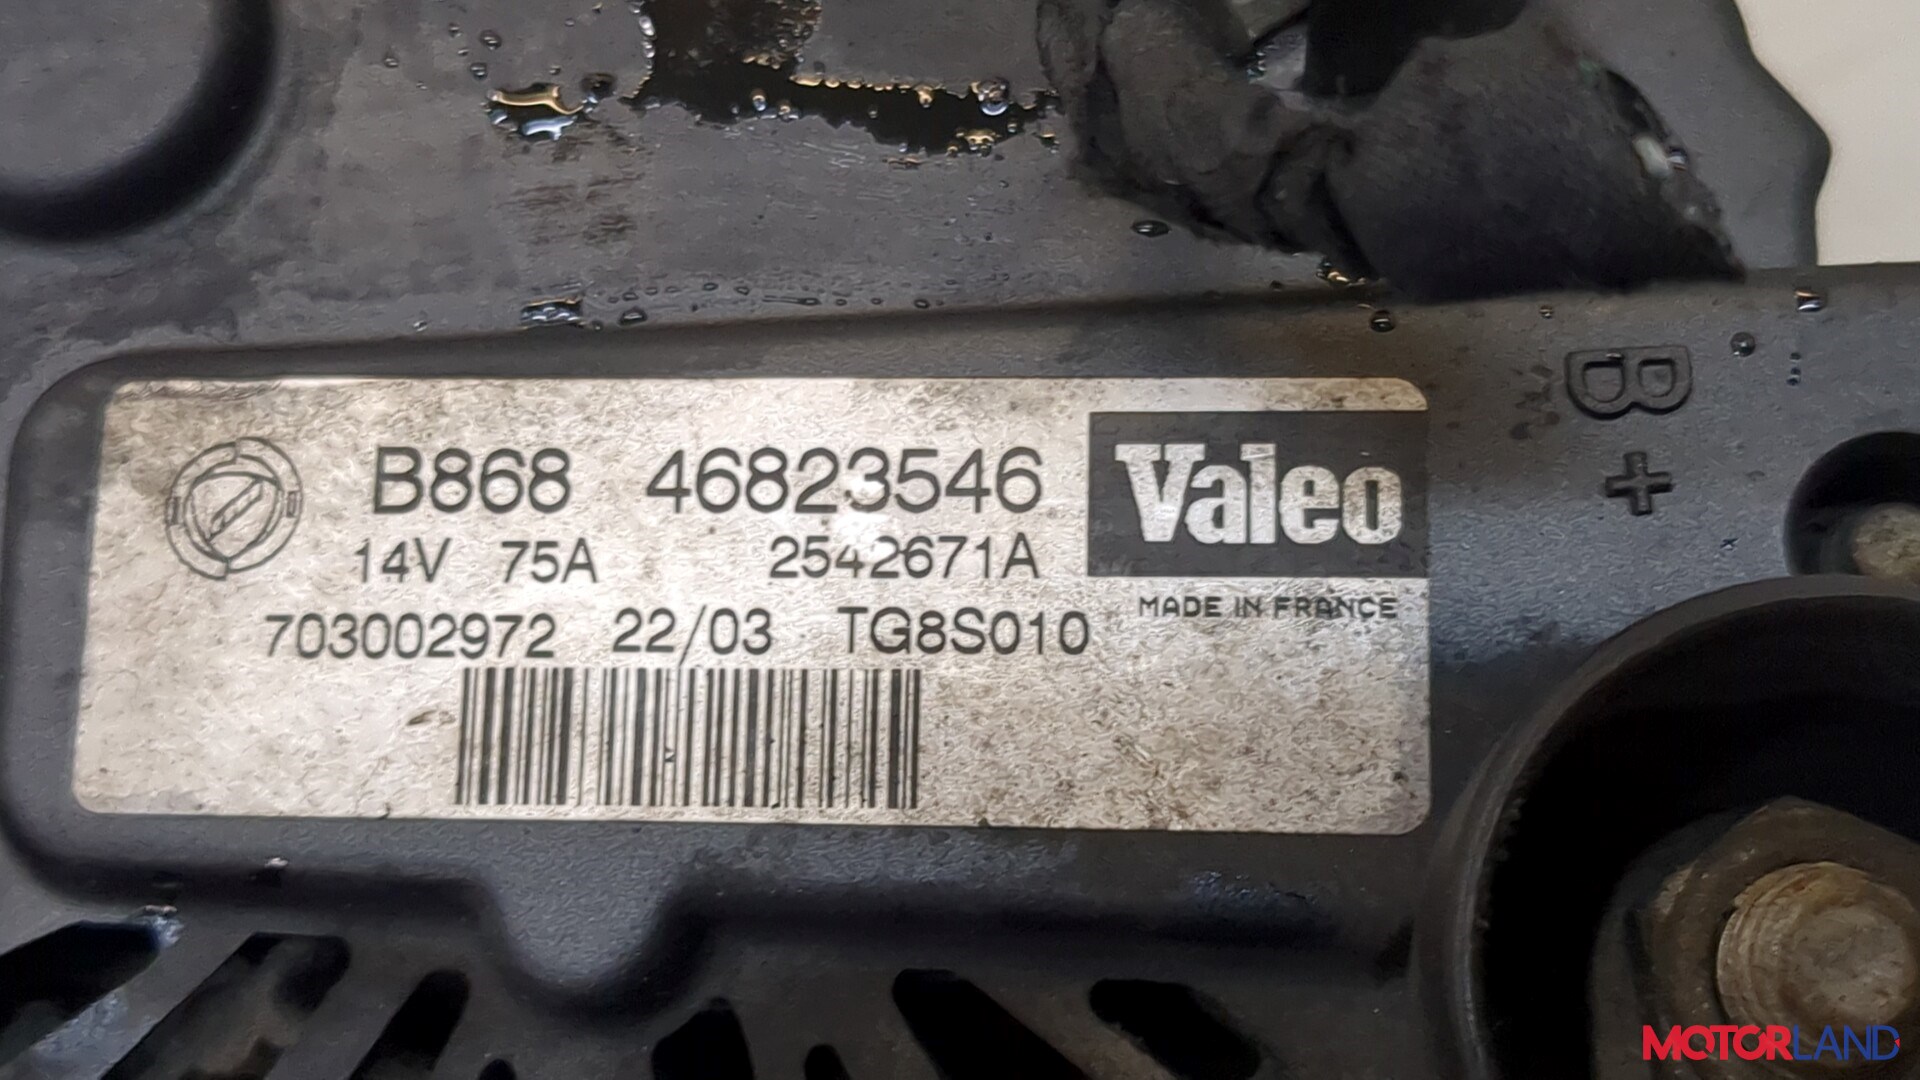 B868 46823546
Valeo
14V 75A 2542671A
MADE IN FRANCE
703002972 22/03 TG8S010
B+
MOTORLAND